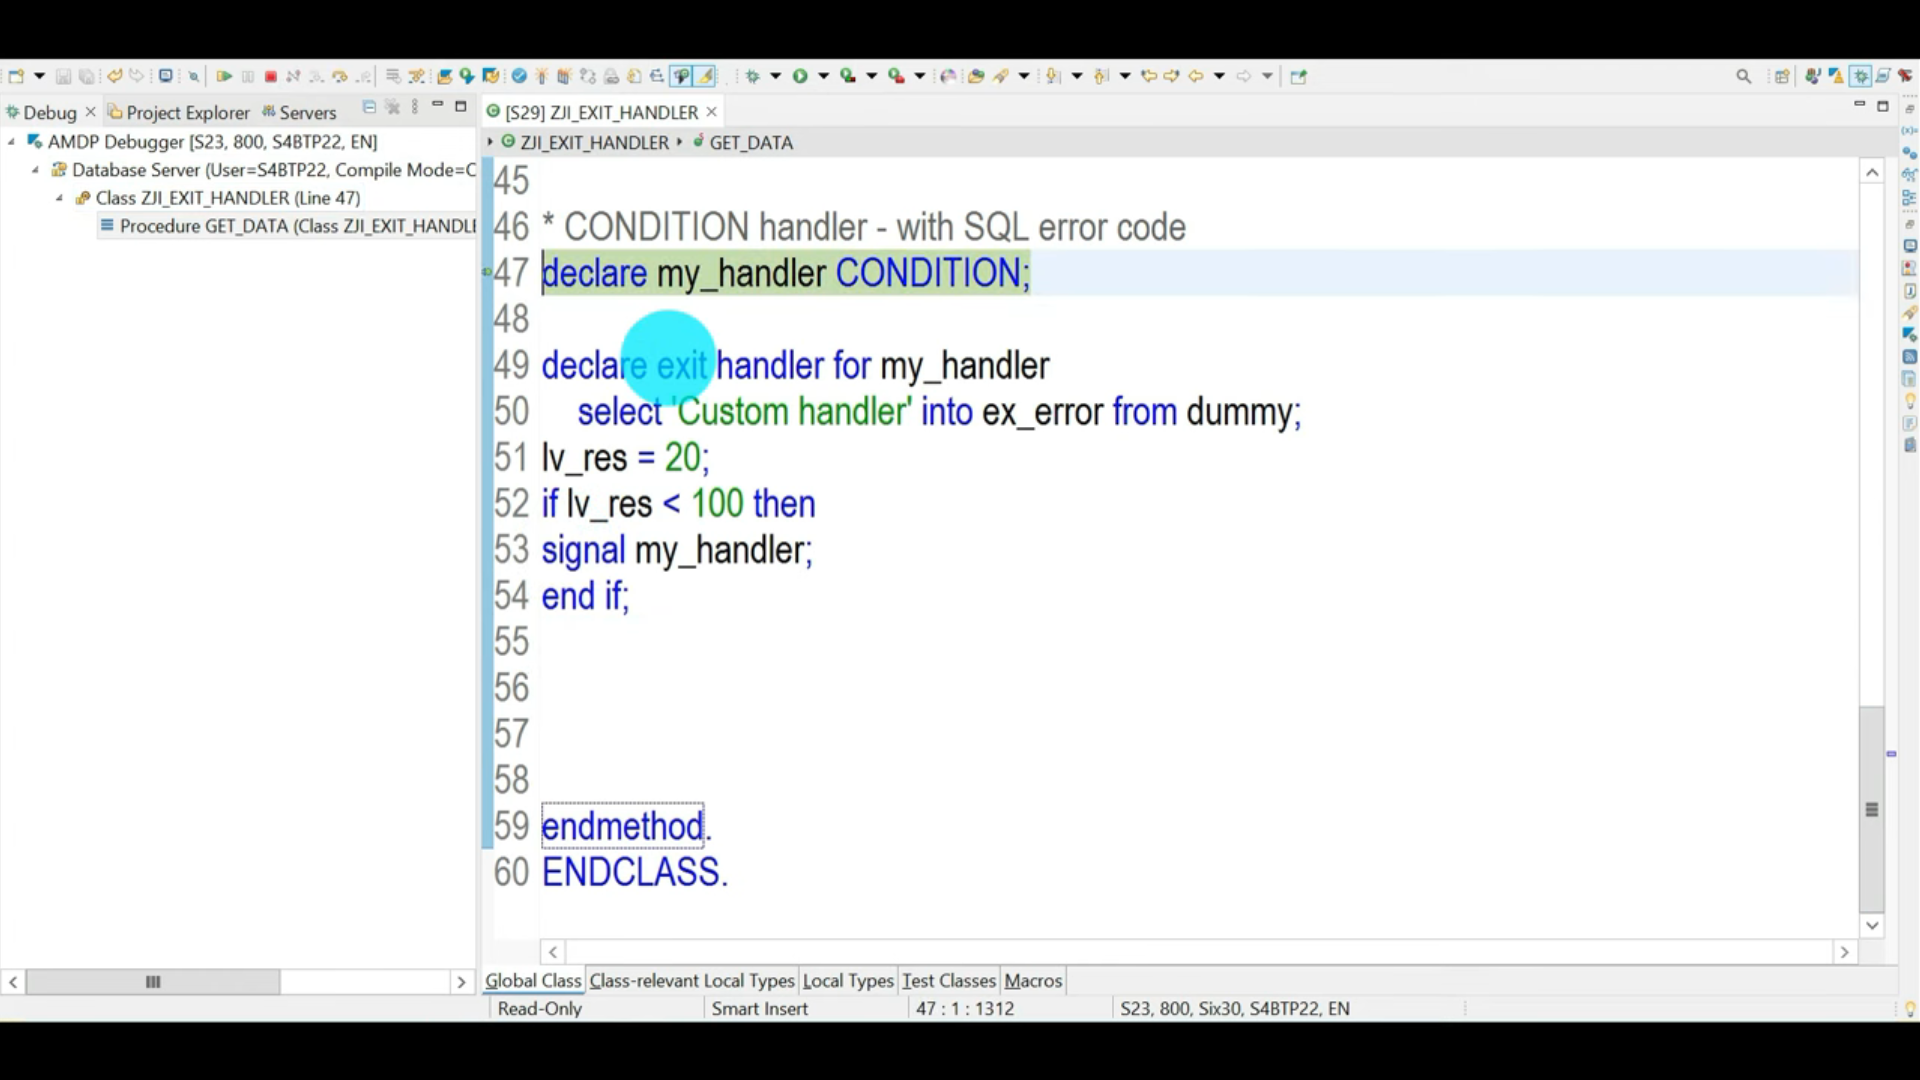 Debug
Project Explorer
Servers
[S29] ZJI_EXIT_HANDLER
AMDP Debugger [S23, 800, S4BTP22, EN]
Database Server (User=S4BTP22, Compile Mode=C
Class ZJI_EXIT_HANDLER (Line 47)
Procedure GET_DATA (Class ZJI_EXIT_HANDLE
ZJI_EXIT_HANDLER
GET_DATA
45
46 * CONDITION handler - with SQL error code
47 declare my_handler CONDITION;
48
49 declare exit handler for my_handler
50 select 'Custom handler' into ex_error from dummy;
51 lv_res = 20;
52 if lv_res < 100 then
53 signal my_handler;
54 end if;
55
56
57
58
59 endmethod.
60 ENDCLASS.
Global Class Class-relevant Local Types Local Types Test Classes Macros
Read-Only Smart Insert 47 : 1 : 1312 S23, 800, Six30, S4BTP22, EN